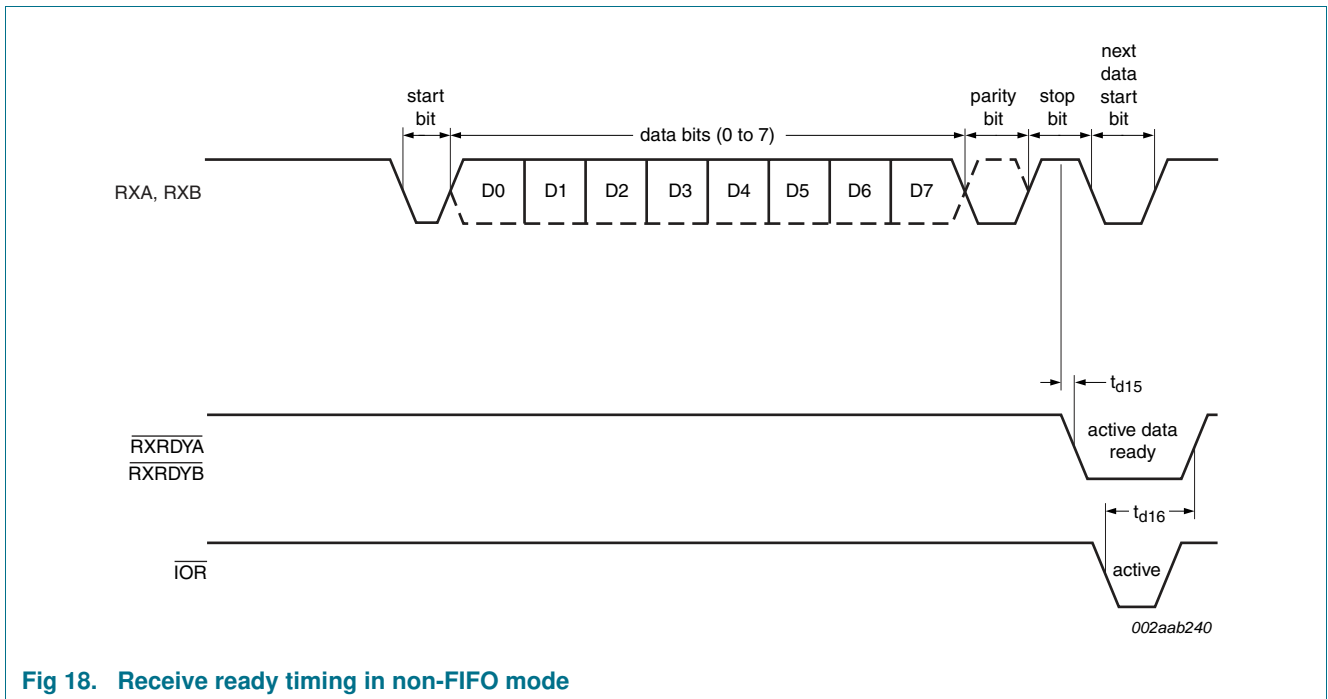 next
data
start
bit
start
bit
parity
bit
stop
bit
data bits (0 to 7)
RXA, RXB
D0 D1 D2 D3 D4 D5 D6 D7
td15
RXRDYA
RXRDYB
active data
ready
td16
IOR
active
002aab240
Fig 18. Receive ready timing in non-FIFO mode